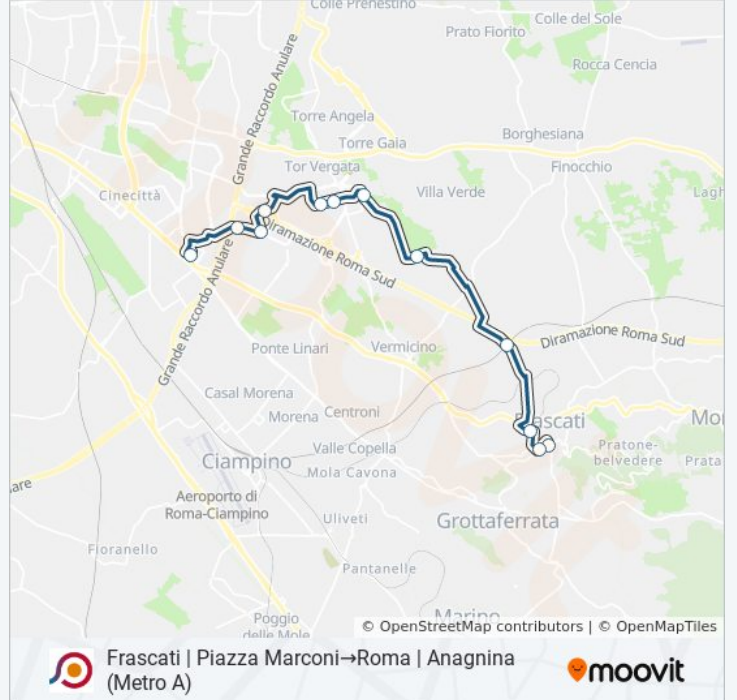 Colle Prenestino
Colle del Sole
Prato Fiorito
Rocca Cencia
Grande Raccordo Anulare
Torre Angela
Torre Gaia
Borghesiana
Tor Vergata
Finocchio
Cinecittà
Villa Verde
Lagh
Diramazione Roma Sud
Grande Raccordo Anulare
Ponte Linari
Vermicino
Diramazione Roma Sud
Casal Morena
Morena
Centroni
Frascati
Mon
Valle Copella
Pratone-
belvedere
Prata
Ciampino
Mola Cavona
are
Aeroporto di
Roma-Ciampino
Uliveti
Grottaferrata
Fioranello
Pantanelle
Poggio
delle Mole
Marino
© OpenStreetMap contributors | © OpenMapTiles
Frascati | Piazza Marconi→Roma | Anagnina
(Metro A)
moovit